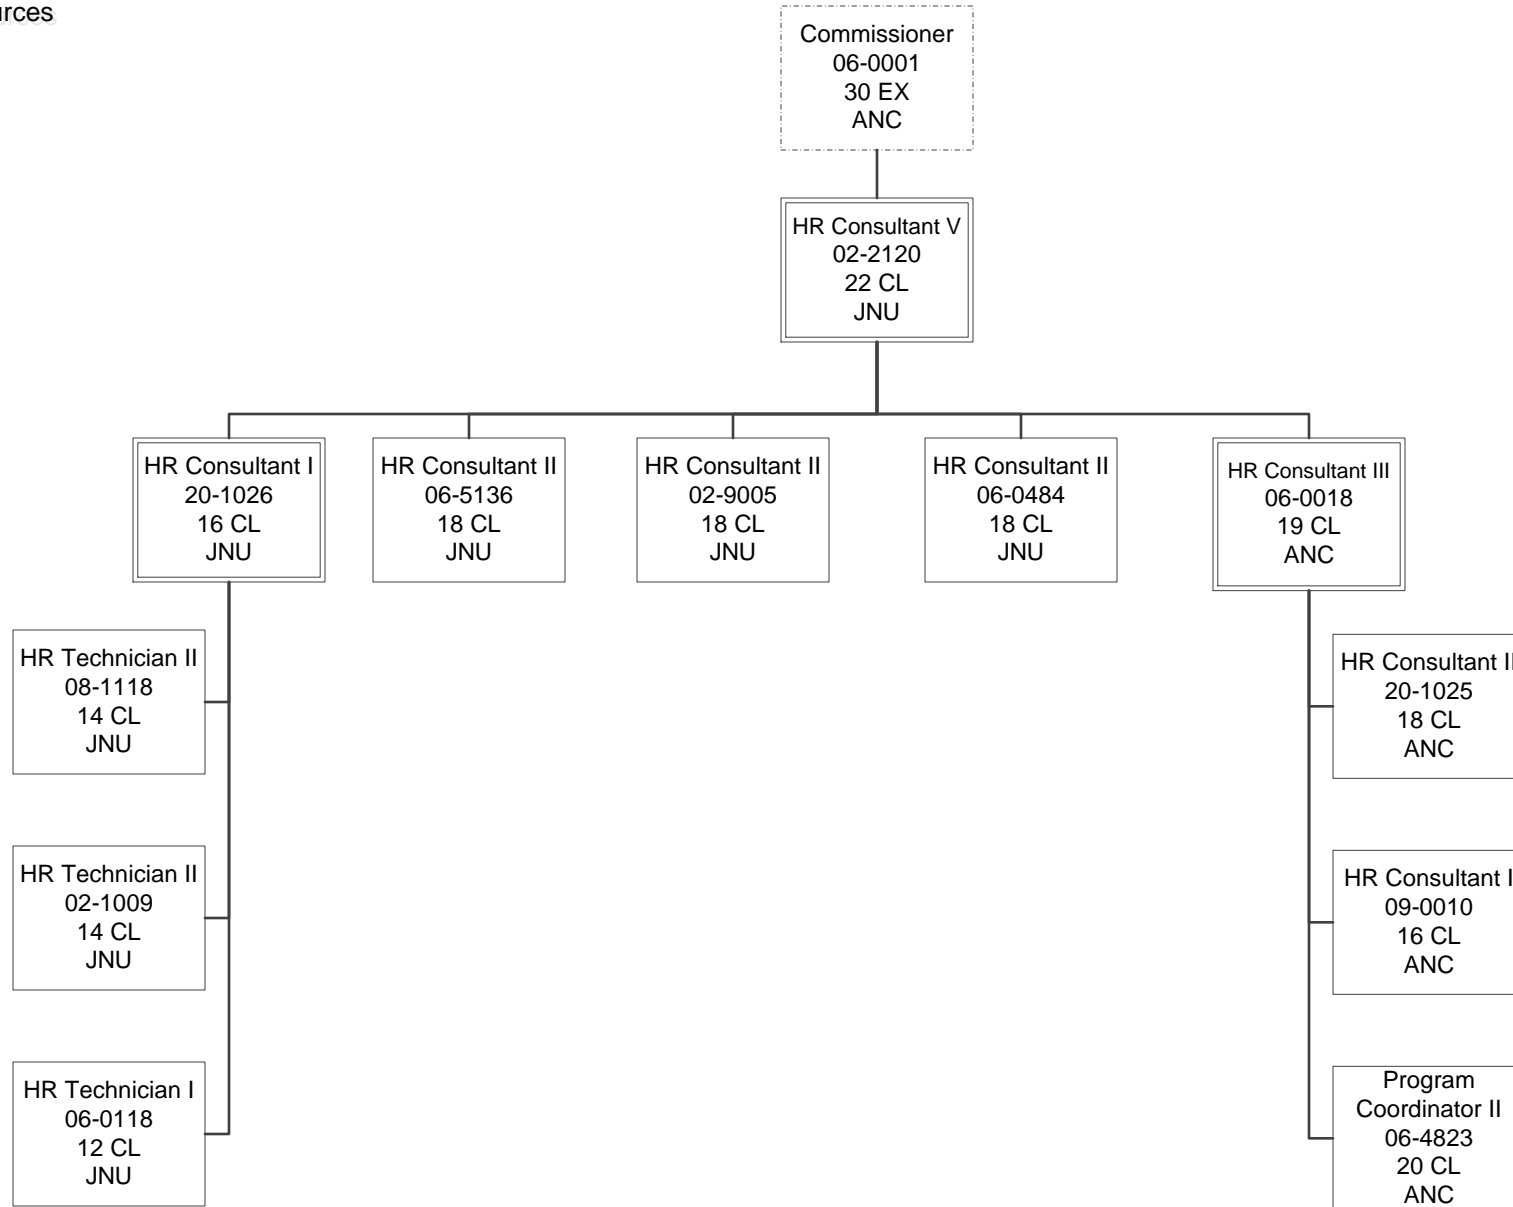 Commissioner
06-0001
30 EX
ANC
HR Consultant V
02-2120
22 CL
JNU
HR Consultant I
20-1026
16 CL
JNU
HR Consultant II
06-5136
18 CL
JNU
HR Consultant II
02-9005
18 CL
JNU
HR Consultant II
06-0484
18 CL
JNU
HR Consultant III
06-0018
19 CL
ANC
HR Technician II
08-1118
14 CL
JNU
HR Consultant II
20-1025
18 CL
ANC
HR Technician II
02-1009
14 CL
JNU
HR Consultant I
09-0010
16 CL
ANC
HR Technician I
06-0118
12 CL
JNU
Program
Coordinator II
06-4823
20 CL
ANC